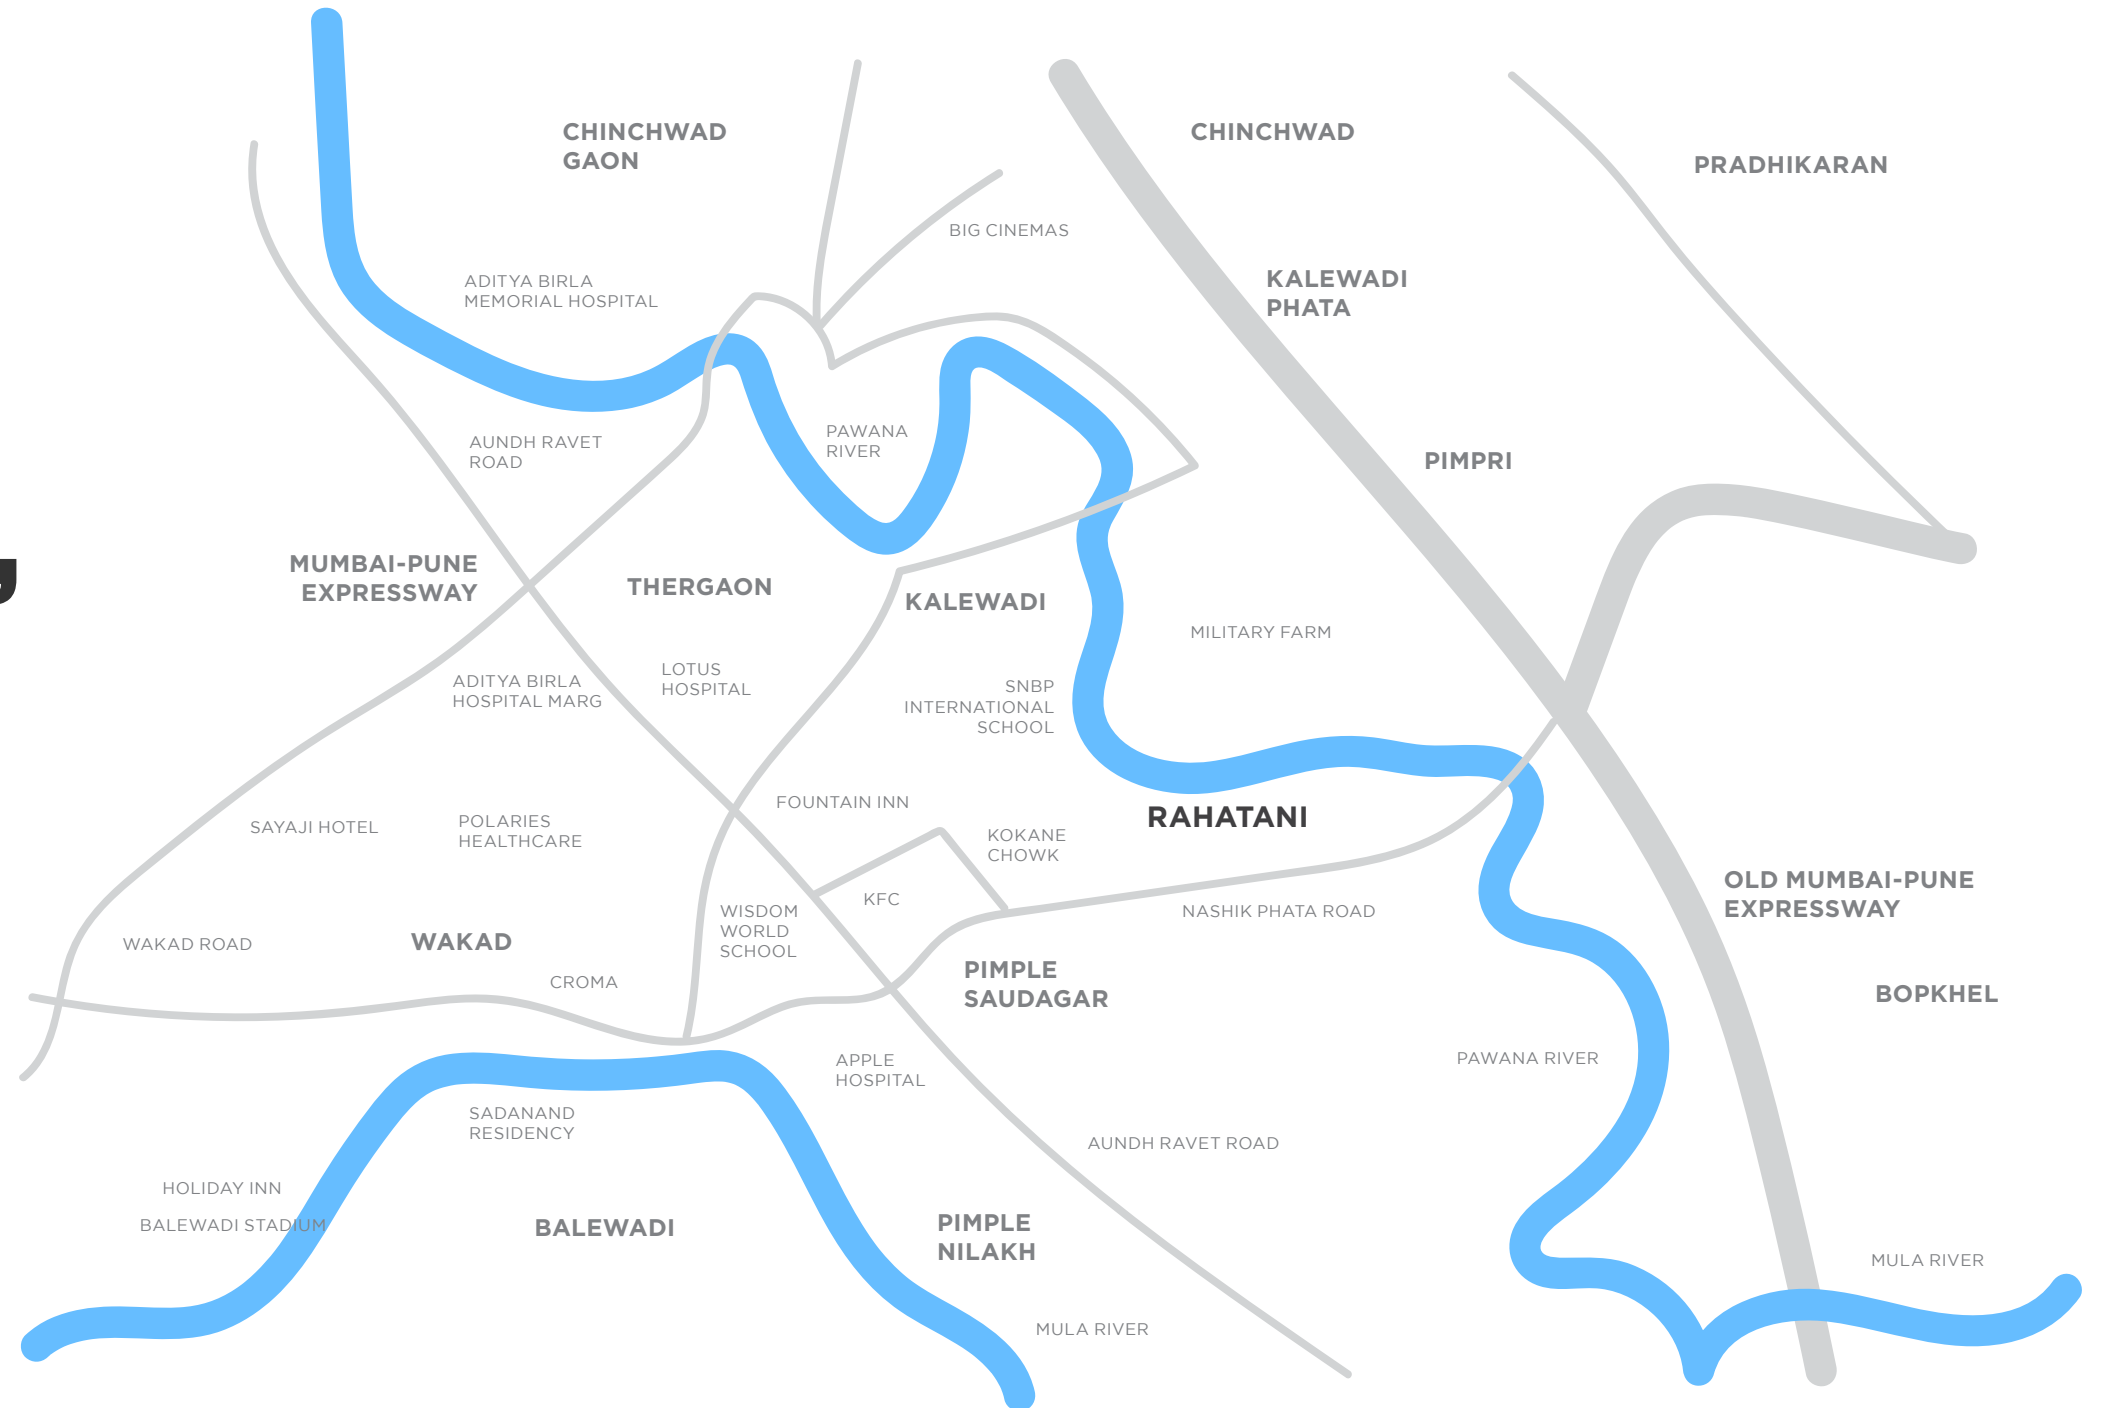 CHINCHWAD
GAON
CHINCHWAD
PRADHIKARAN
BIG CINEMAS
ADITYA BIRLA
MEMORIAL HOSPITAL
KALEWADI
PHATA
AUNDH RAVET
ROAD
PAWANA
RIVER
PIMPRI
MUMBAI-PUNE
EXPRESSWAY
THERGAON
KALEWADI
MILITARY FARM
ADITYA BIRLA
HOSPITAL MARG
LOTUS
HOSPITAL
SNBP
INTERNATIONAL
SCHOOL
FOUNTAIN INN
RAHATANI
SAYAJI HOTEL
POLARIES
HEALTHCARE
KOKANE
CHOWK
KFC
WISDOM
WORLD
SCHOOL
NASHIK PHATA ROAD
OLD MUMBAI-PUNE
EXPRESSWAY
WAKAD ROAD
WAKAD
CROMA
PIMPLE
SAUDAGAR
BOPKHEL
APPLE
HOSPITAL
PAWANA RIVER
SADANAND
RESIDENCY
AUNDH RAVET ROAD
HOLIDAY INN
BALEWADI STADIUM
BALEWADI
PIMPLE
NILAKH
MULA RIVER
MULA RIVER